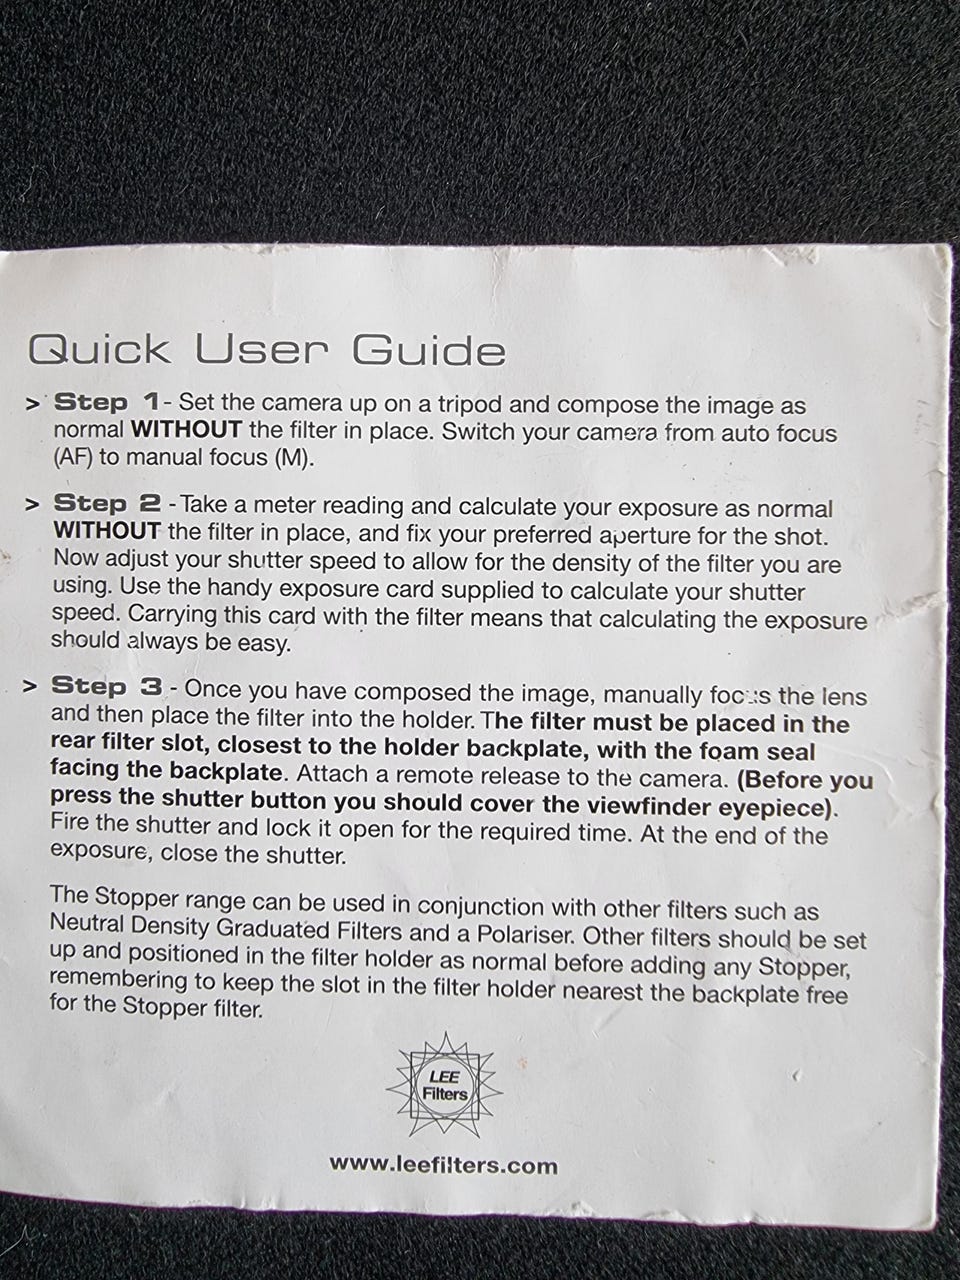 Quick User Guide
> Step 1- Set the camera up on a tripod and compose the image as
normal WITHOUT the filter in place. Switch your camera from auto focus
(AF) to manual focus (M).
> Step 2 - Take a meter reading and calculate your exposure as normal
WITHOUT the filter in place, and fix your preferred aperture for the shot.
Now adjust your shutter speed to allow for the density of the filter you are
using. Use the handy exposure card supplied to calculate your shutter
speed. Carrying this card with the filter means that calculating the exposure
should always be easy.
> Step 3 - Once you have composed the image, manually focus the lens
and then place the filter into the holder. The filter must be placed in the
rear filter slot, closest to the holder backplate, with the foam seal
facing the backplate. Attach a remote release to the camera. (Before you
press the shutter button you should cover the viewfinder eyepiece).
Fire the shutter and lock it open for the required time. At the end of the
exposure, close the shutter.
The Stopper range can be used in conjunction with other filters such as
Neutral Density Graduated Filters and a Polariser. Other filters should be set
up and positioned in the filter holder as normal before adding any Stopper,
remembering to keep the slot in the filter holder nearest the backplate free
for the Stopper filter.
LEE
Filters
www.leefilters.com